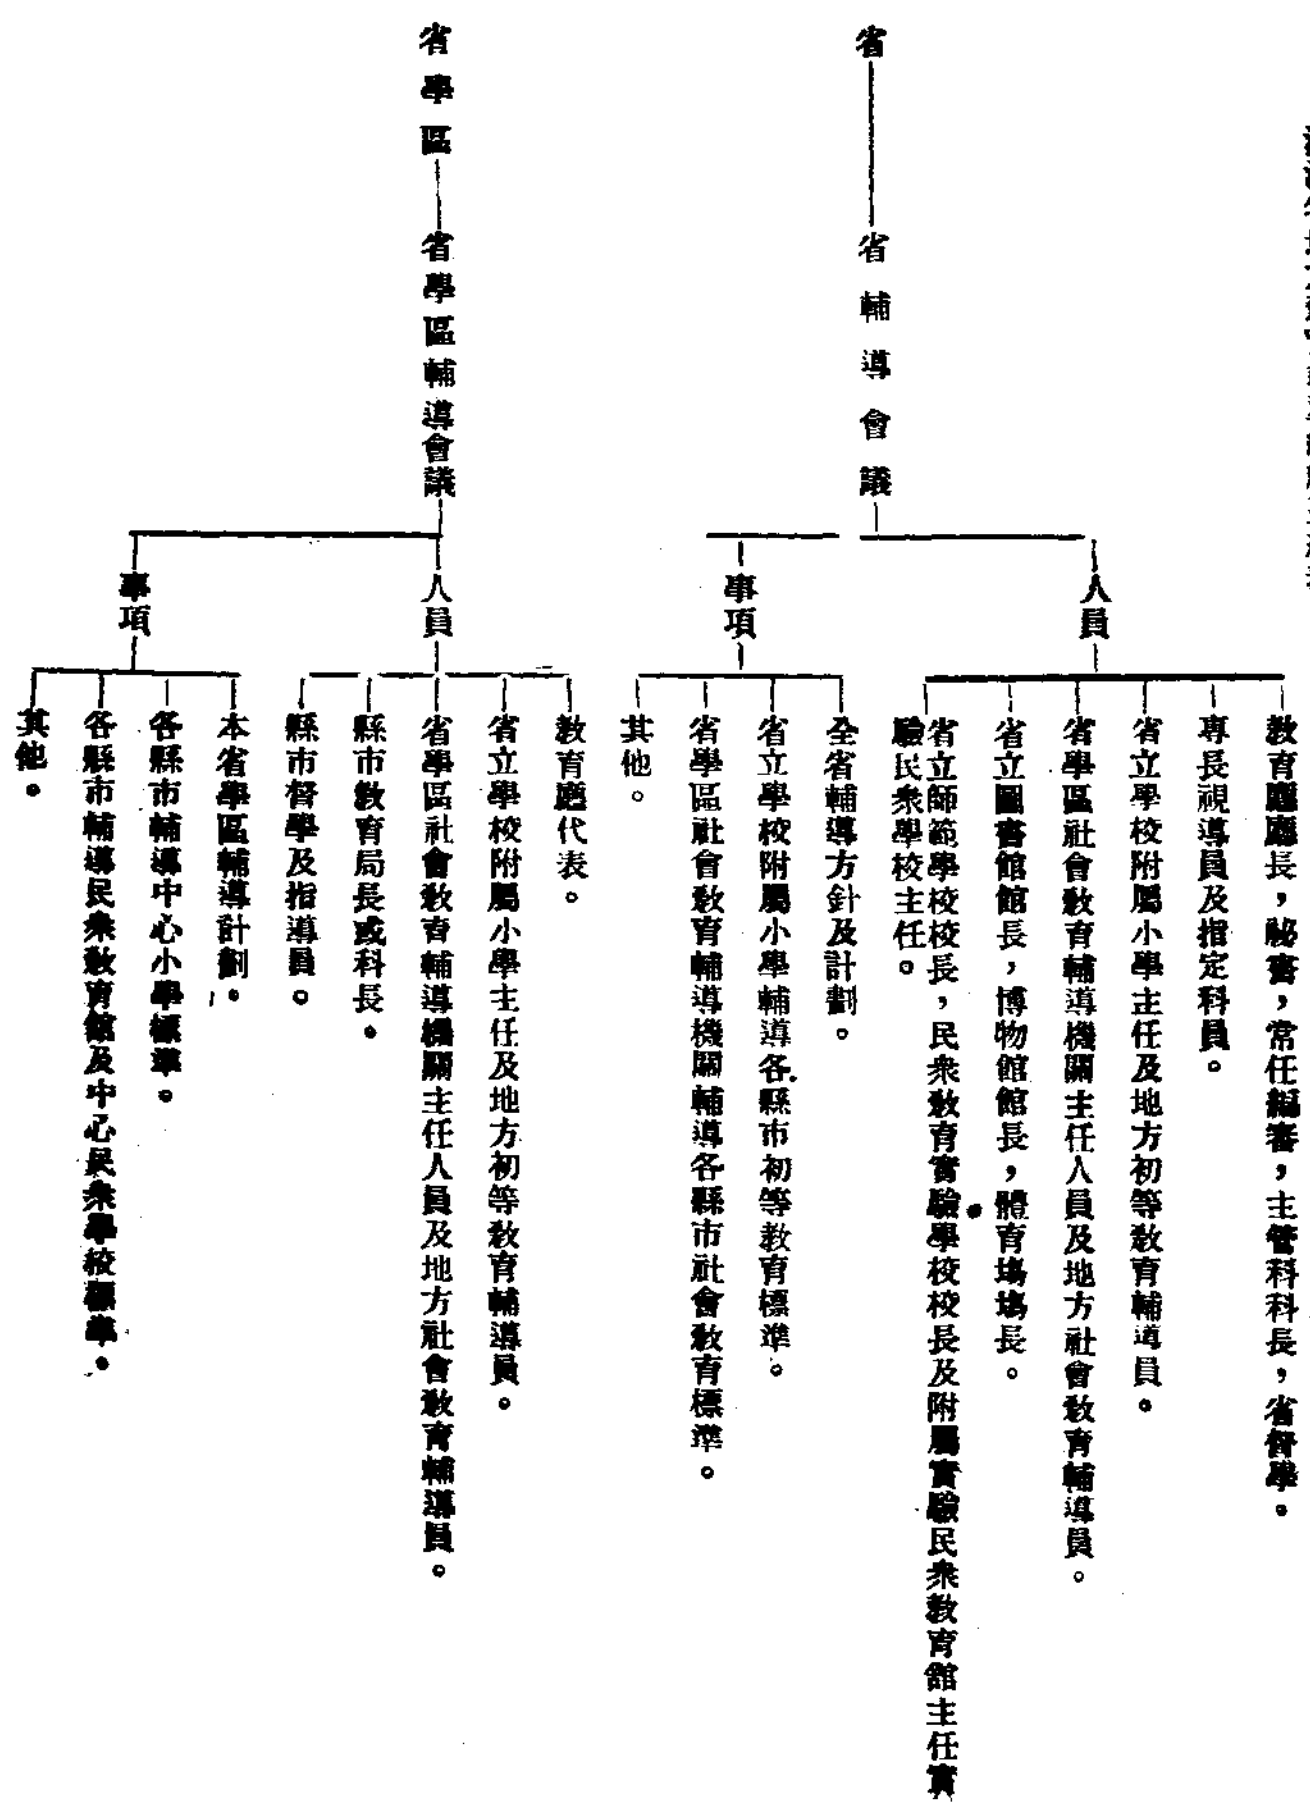 省
省輔導會議
人員
教育廳廳長，祕書，常任編審，主管科科長，省督學。
專長視導員及指定科員。
省立學校附屬小學主任及地方初等教育輔導員。
省學區社會教育輔導機關主任人員及地方社會教育輔導員。
省立圖書館館長，博物館館長，體育場場長。
省立師範學校校長，民衆教育實驗學校校長及附屬實驗民衆教育館主任實
驗民衆學校主任。
事項
全省輔導方針及計劃。
省立學校附屬小學輔導各縣市初等教育標準。
省學區社會教育輔導機關輔導各縣市社會教育標準。
其他。
省學區
省學區輔導會議
人員
教育廳代表。
省立學校附屬小學主任及地方初等教育輔導員。
省學區社會教育輔導機關主任人員及地方社會教育輔導員。
縣市教育局長或科長。
縣市督學及指導員。
事項
本省學區輔導計劃。
各縣市輔導中心小學標準。
各縣市輔導民衆教育館及中心民衆學校標準。
其他。